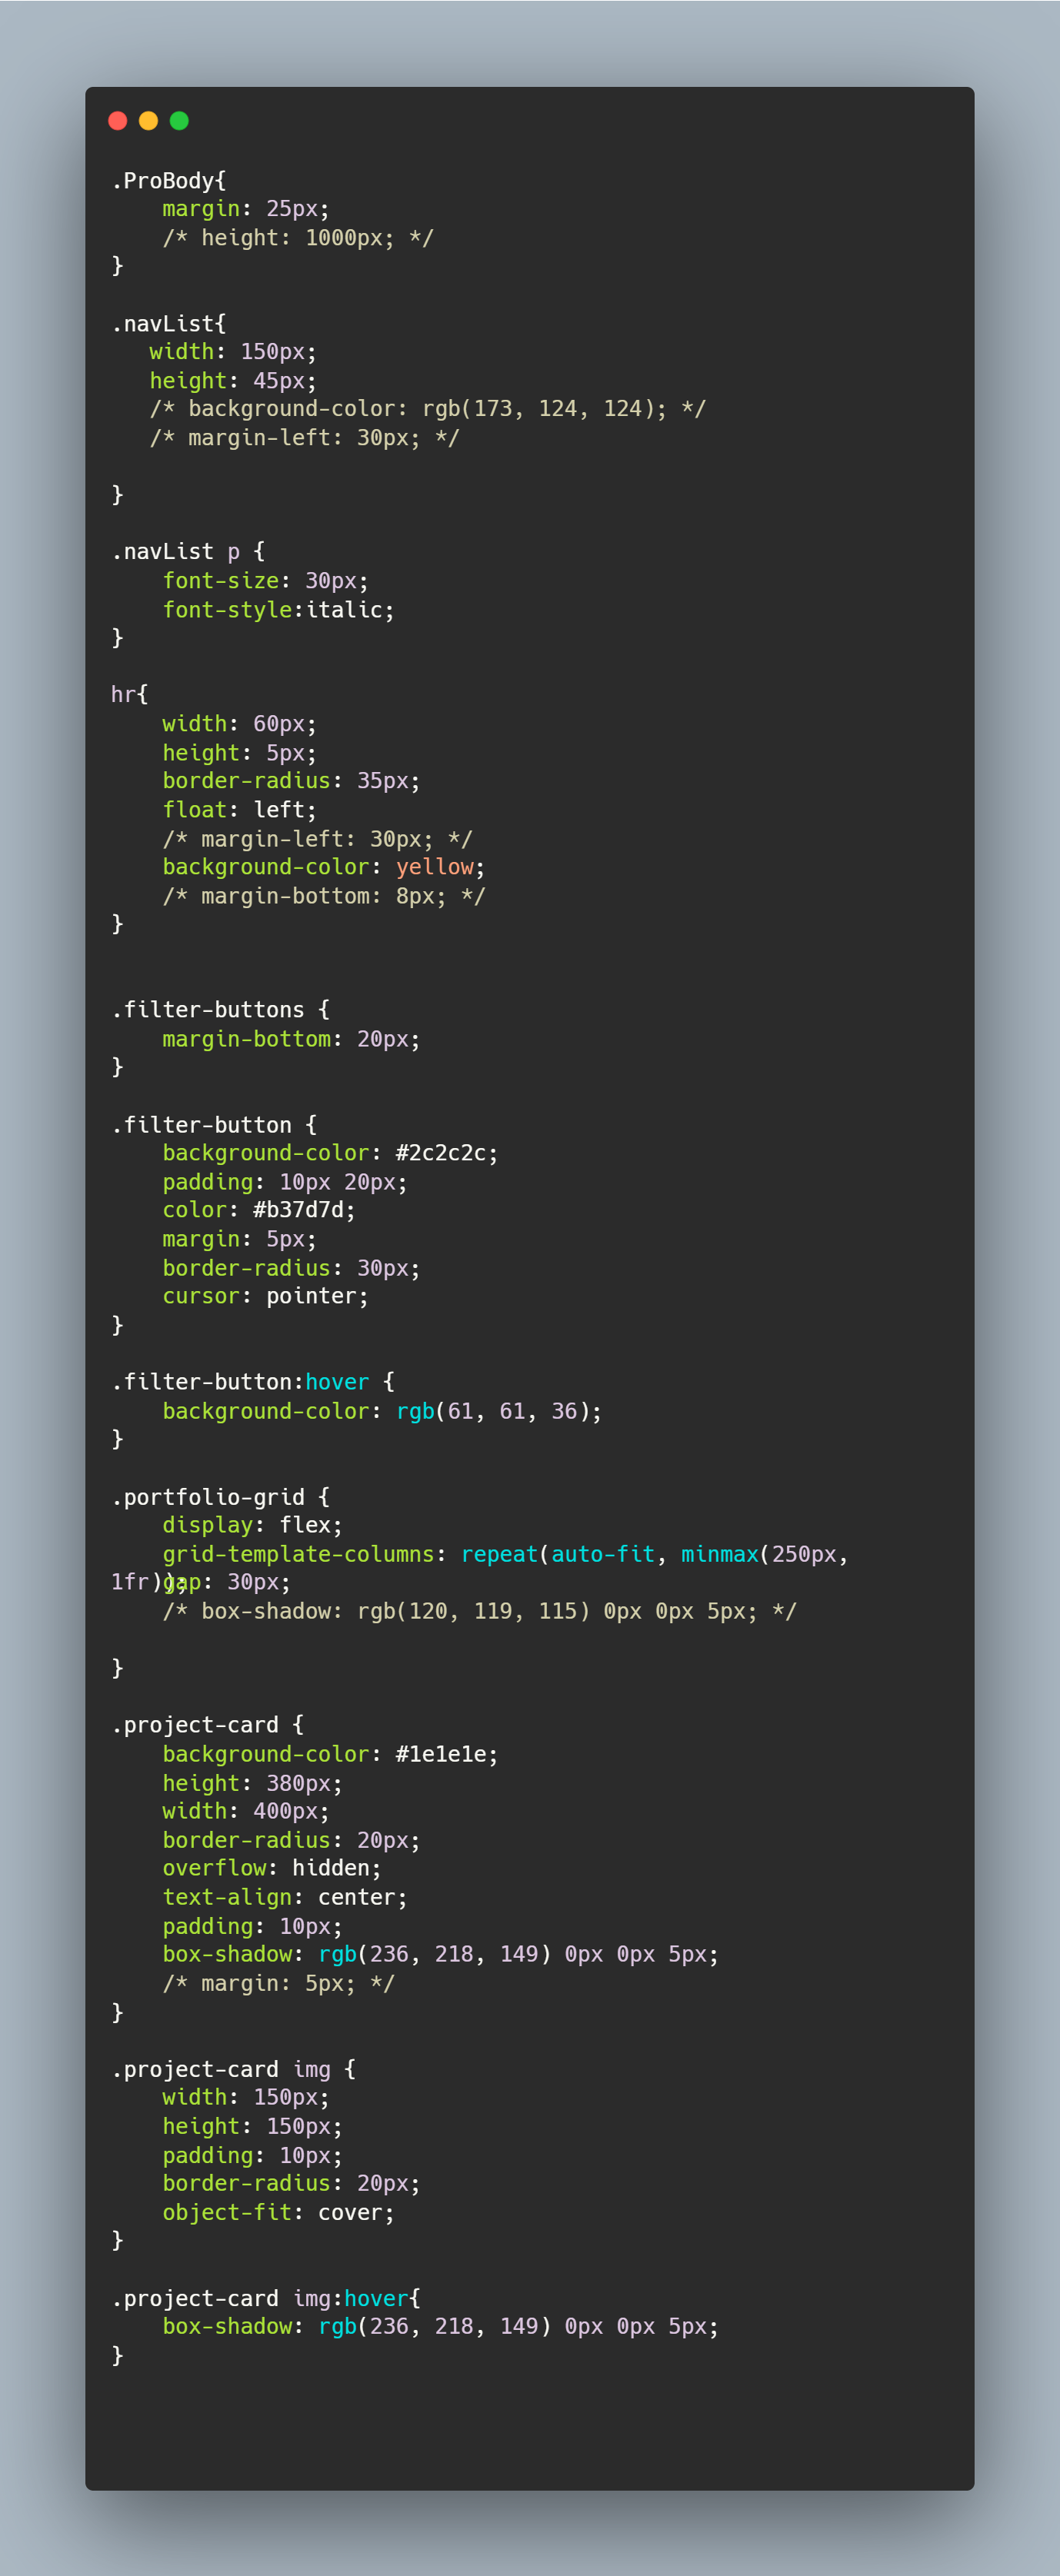 .ProBody{
    margin: 25px;
    /* height: 1000px; */
}

.navList{
   width: 150px;
   height: 45px;
   /* background-color: rgb(173, 124, 124); */
   /* margin-left: 30px; */

}

.navList p {
    font-size: 30px;
    font-style:italic;
}

hr{
    width: 60px;
    height: 5px;
    border-radius: 35px;
    float: left;
    /* margin-left: 30px; */
    background-color: yellow;
    /* margin-bottom: 8px; */
}


.filter-buttons {
    margin-bottom: 20px;
}

.filter-button {
    background-color: #2c2c2c;
    padding: 10px 20px;
    color: #b37d7d;
    margin: 5px;
    border-radius: 30px;
    cursor: pointer;
}

.filter-button:hover {
    background-color: rgb(61, 61, 36);
}

.portfolio-grid {
    display: flex;
    grid-template-columns: repeat(auto-fit, minmax(250px,
1fr));
    gap: 30px;
    /* box-shadow: rgb(120, 119, 115) 0px 0px 5px; */

}

.project-card {
    background-color: #1e1e1e;
    height: 380px;
    width: 400px;
    border-radius: 20px;
    overflow: hidden;
    text-align: center;
    padding: 10px;
    box-shadow: rgb(236, 218, 149) 0px 0px 5px;
    /* margin: 5px; */
}

.project-card img {
    width: 150px;
    height: 150px;
    padding: 10px;
    border-radius: 20px;
    object-fit: cover;
}

.project-card img:hover{
    box-shadow: rgb(236, 218, 149) 0px 0px 5px;
}